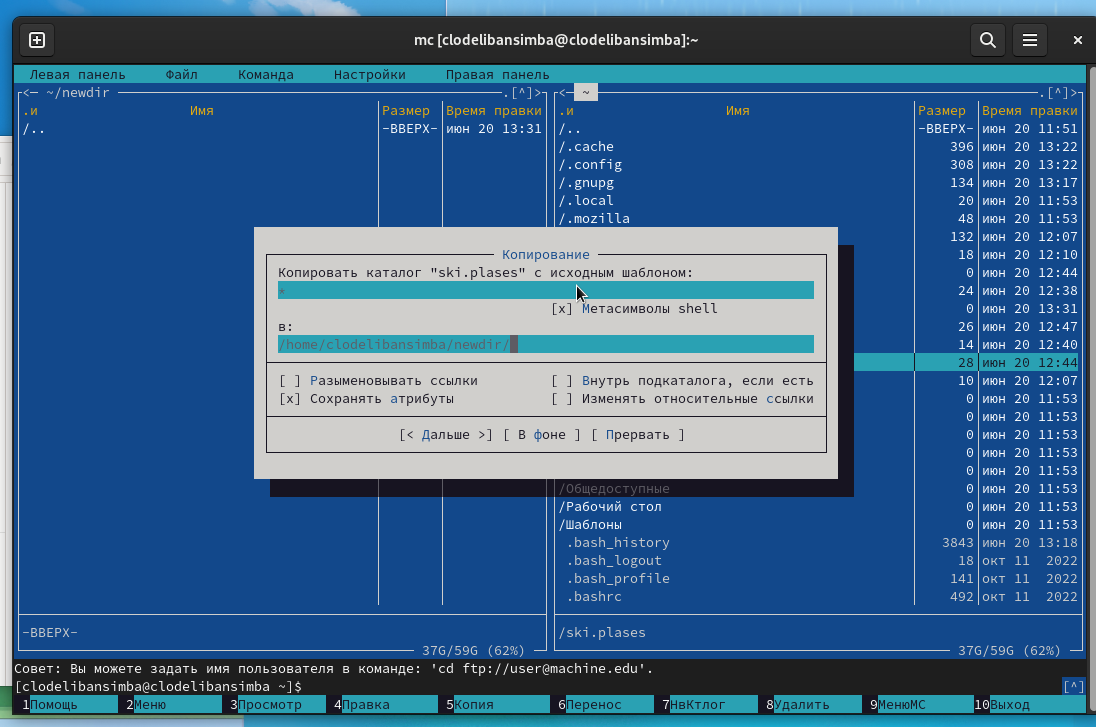 mc [clodelibansimba@clodelibansimba]:~
Левая панель Файл Команда Настройки Правая панель
<─ ~/newdir .[^]> <─ ~ .[^]>
.и Имя Размер Время правки .и Имя Размер Время правки
/.. -ВВЕРХ- июн 20 13:31 /.. -ВВЕРХ- июн 20 11:51
/.cache 396 июн 20 13:22
/.config 308 июн 20 13:22
/.gnupg 134 июн 20 13:17
/.local 20 июн 20 11:53
/.mozilla 48 июн 20 11:53
132 июн 20 12:07
Копирование 18 июн 20 12:10
Копировать каталог "ski.plases" с исходным шаблоном: 0 июн 20 12:44
* 24 июн 20 12:38
[x] Метасимволы shell 0 июн 20 13:31
в: 26 июн 20 12:47
/home/clodelibansimba/newdir/ 14 июн 20 12:40
28 июн 20 12:44
[ ] Разыменовывать ссылки [ ] Внутрь подкаталога, если есть 10 июн 20 12:07
[x] Сохранять атрибуты [ ] Изменять относительные ссылки 0 июн 20 11:53
0 июн 20 11:53
[< Дальше >] [ В фоне ] [ Прервать ] 0 июн 20 11:53
0 июн 20 11:53
0 июн 20 11:53
/Общедоступные 0 июн 20 11:53
/Рабочий стол 0 июн 20 11:53
/Шаблоны 0 июн 20 11:53
.bash_history 3843 июн 20 13:18
.bash_logout 18 окт 11 2022
.bash_profile 141 окт 11 2022
.bashrc 492 окт 11 2022
-ВВЕРХ- /ski.plases
37G/59G (62%) 37G/59G (62%)
Совет: Вы можете задать имя пользователя в команде: 'cd ftp://user@machine.edu'.
[clodelibansimba@clodelibansimba ~]$ [^]
1Помощь 2Меню 3Просмотр 4Правка 5Копия 6Перенос 7НвКтлог 8Удалить 9МенюМС 10Выход